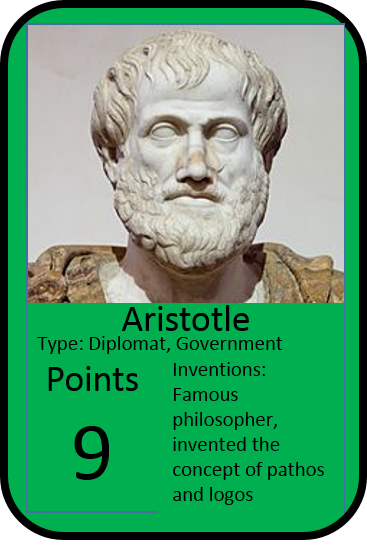 Aristotle
Type: Diplomat, Government
Points
9
Inventions:
Famous
philosopher,
invented the
concept of pathos
and logos